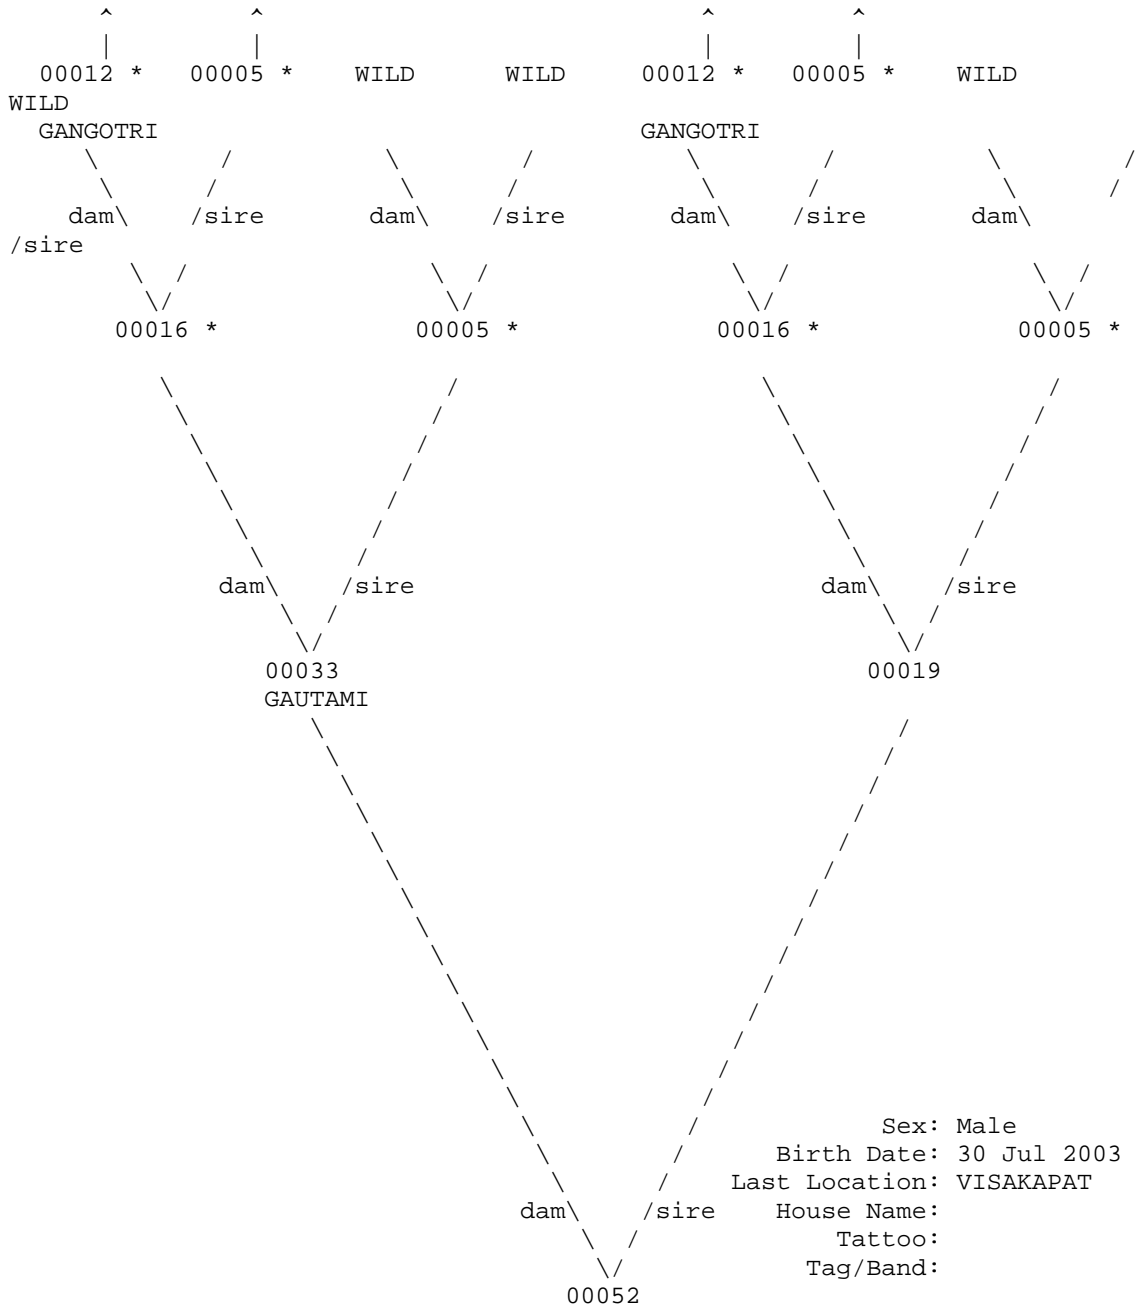 ^ ^ ^ ^
| | | |
00012 * 00005 * WILD WILD 00012 * 00005 * WILD
WILD
GANGOTRI GANGOTRI
\ / \ / \ / \ /
\ / \ / \ / \ /
dam\ /sire dam\ /sire dam\ /sire dam\
/sire
\ / \ / \ / \ /
\/ \/ \/ \/
00016 * 00005 * 00016 * 00005 *
\ / \ /
dam\ /sire dam\ /sire
\/ \/
00033 00019
GAUTAMI
\ /
Sex: Male
Birth Date: 30 Jul 2003
Last Location: VISAKAPAT
dam\ /sire House Name:
Tattoo:
Tag/Band:
\/
00052